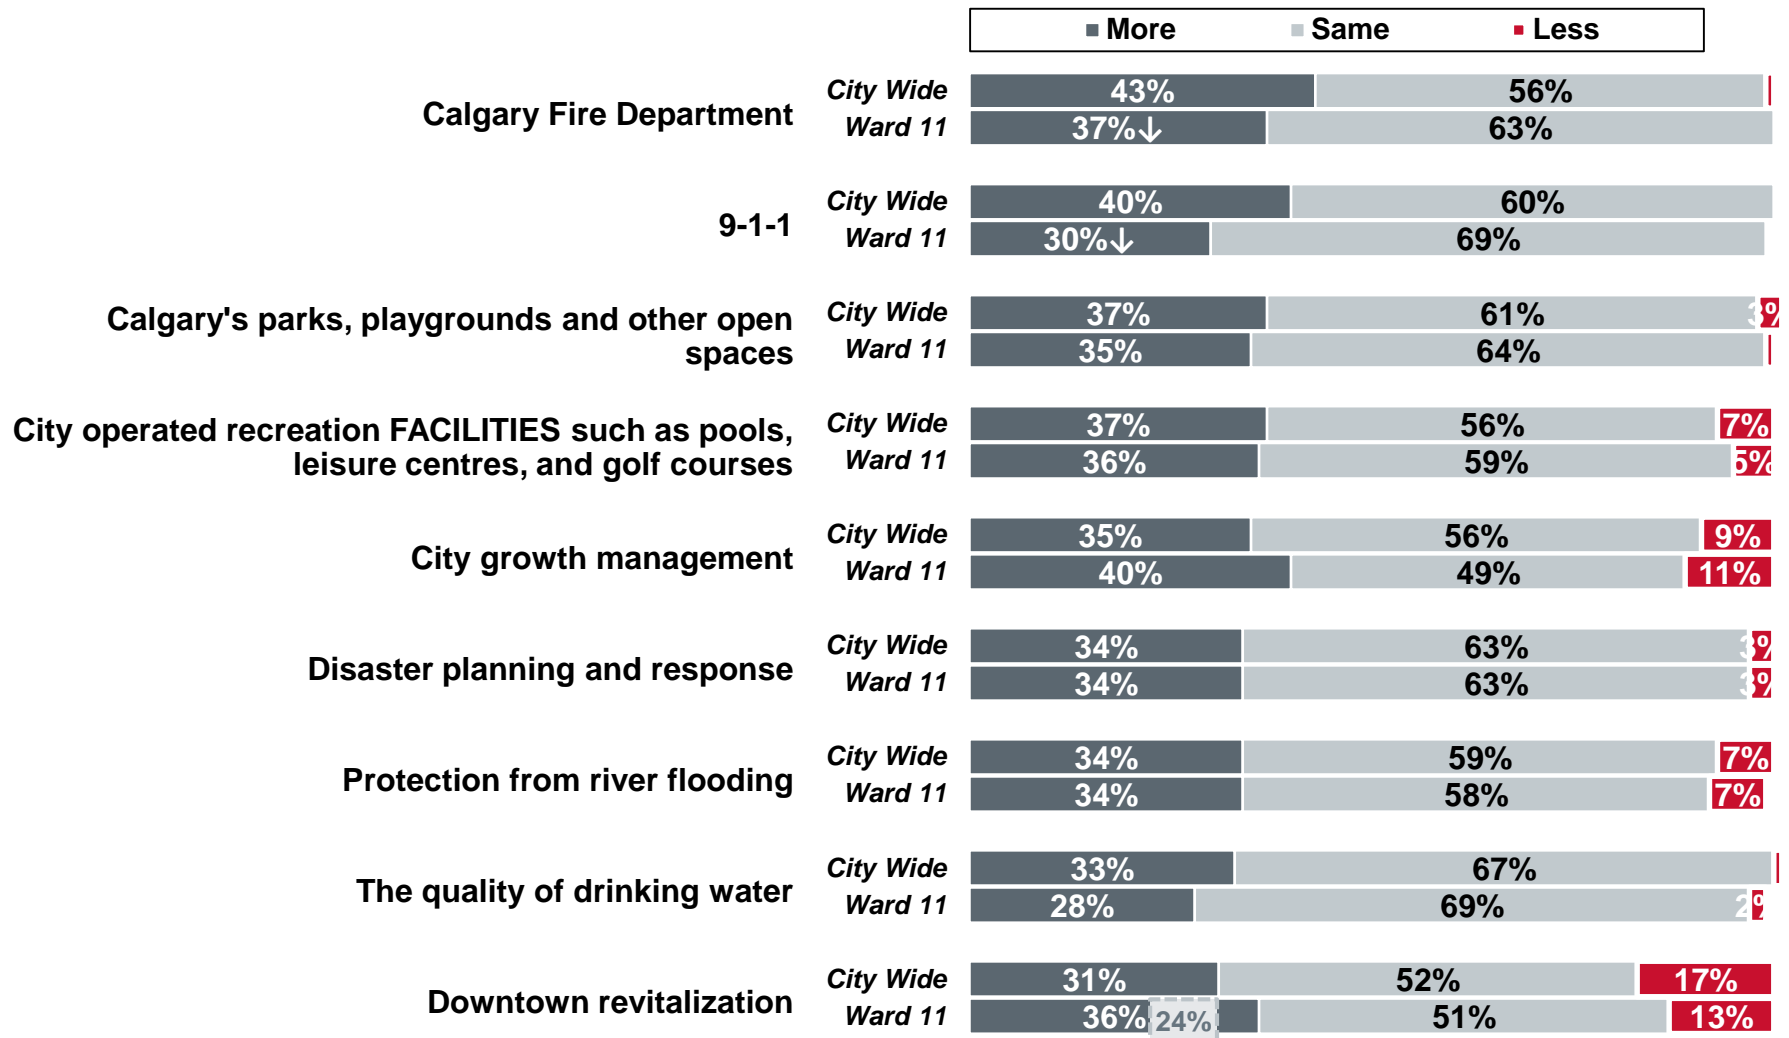 More Same Less
Calgary Fire Department
City Wide 43% 56%
Ward 11 37%↓ 63%
9-1-1
City Wide 40% 60%
Ward 11 30%↓ 69%
Calgary's parks, playgrounds and other open
spaces
City Wide 37% 61% 3%
Ward 11 35% 64%
City operated recreation FACILITIES such as pools,
leisure centres, and golf courses
City Wide 37% 56% 7%
Ward 11 36% 59% 5%
City growth management
City Wide 35% 56% 9%
Ward 11 40% 49% 11%
Disaster planning and response
City Wide 34% 63% 3%
Ward 11 34% 63% 3%
Protection from river flooding
City Wide 34% 59% 7%
Ward 11 34% 58% 7%
The quality of drinking water
City Wide 33% 67%
Ward 11 28% 69% 2%
Downtown revitalization
City Wide 31% 52% 17%
Ward 11 36% 24% 51% 13%